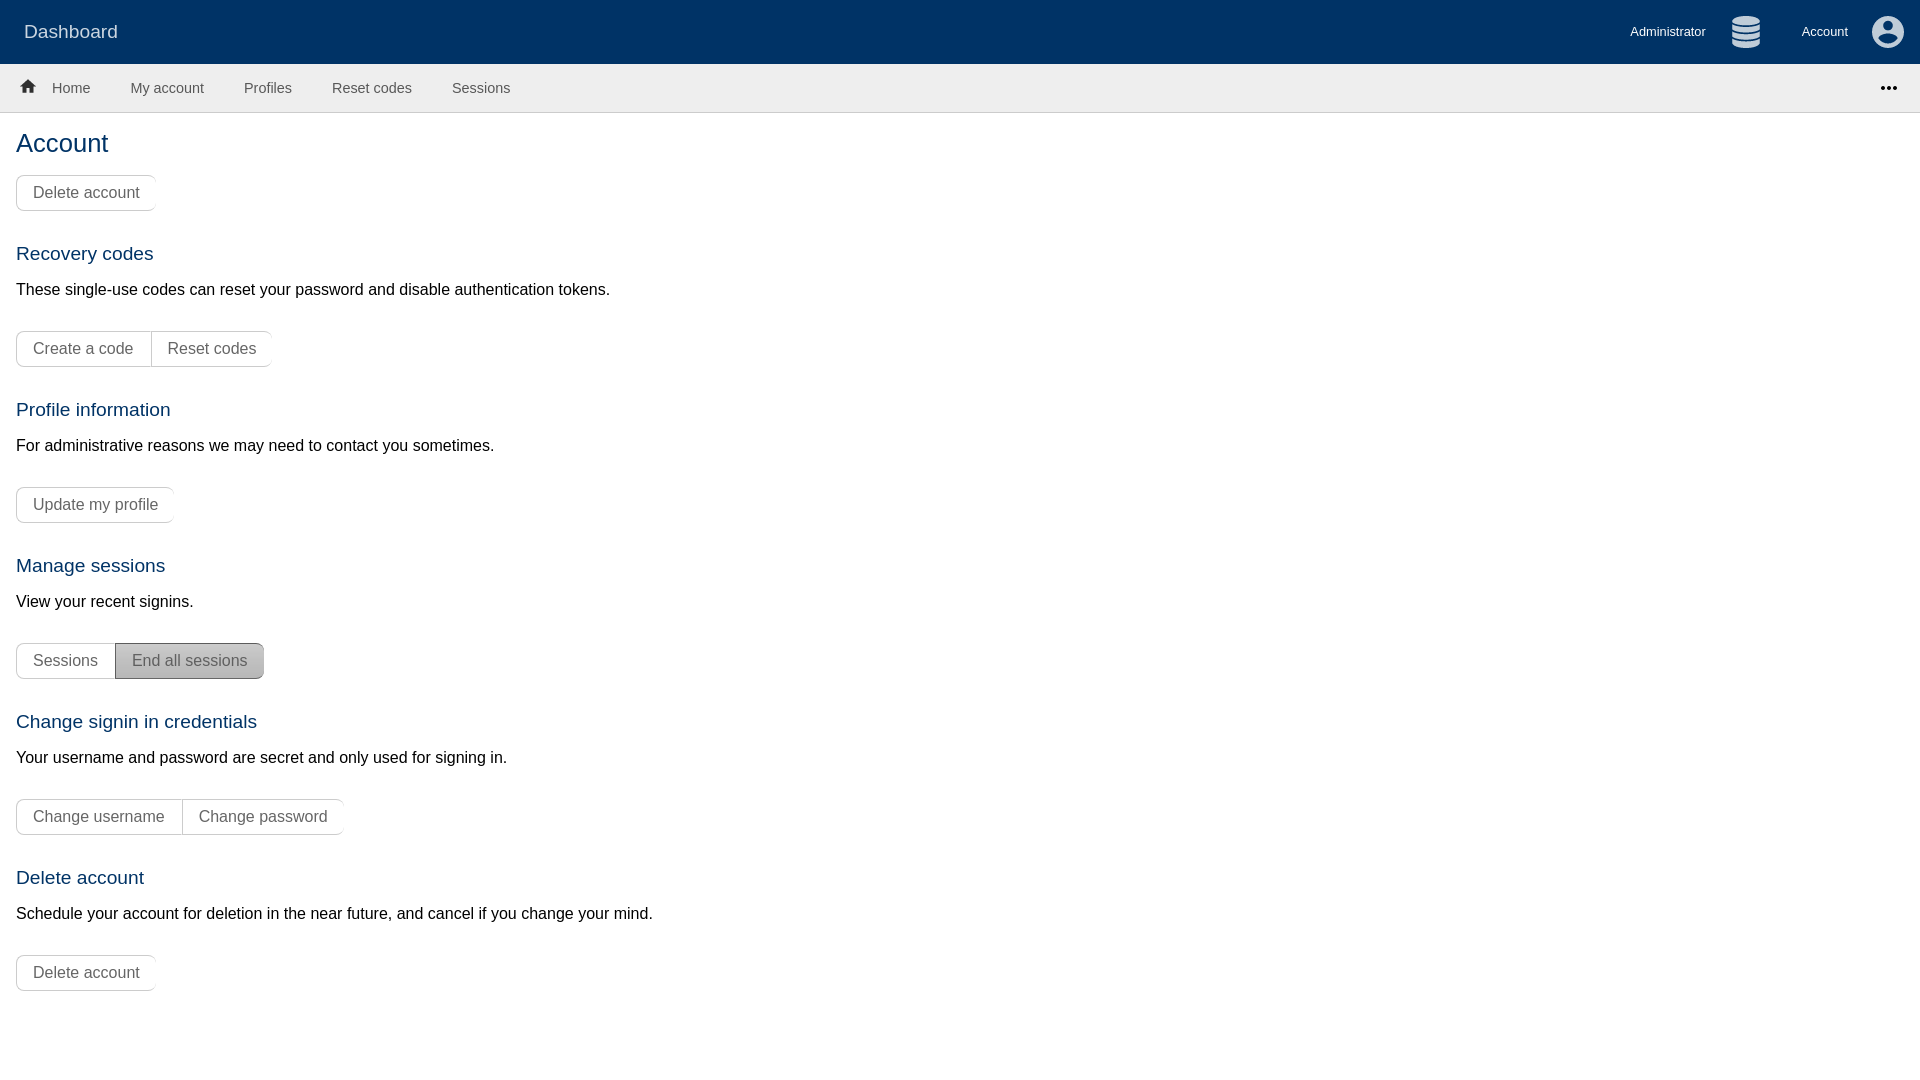 Dashboard
Administrator
Account
Home
My account
Profiles
Reset codes
Sessions
Account
Delete account
Recovery codes
These single-use codes can reset your password and disable authentication tokens.
Create a code
Reset codes
Profile information
For administrative reasons we may need to contact you sometimes.
Update my profile
Manage sessions
View your recent signins.
Sessions
End all sessions
Change signin in credentials
Your username and password are secret and only used for signing in.
Change username
Change password
Delete account
Schedule your account for deletion in the near future, and cancel if you change your mind.
Delete account